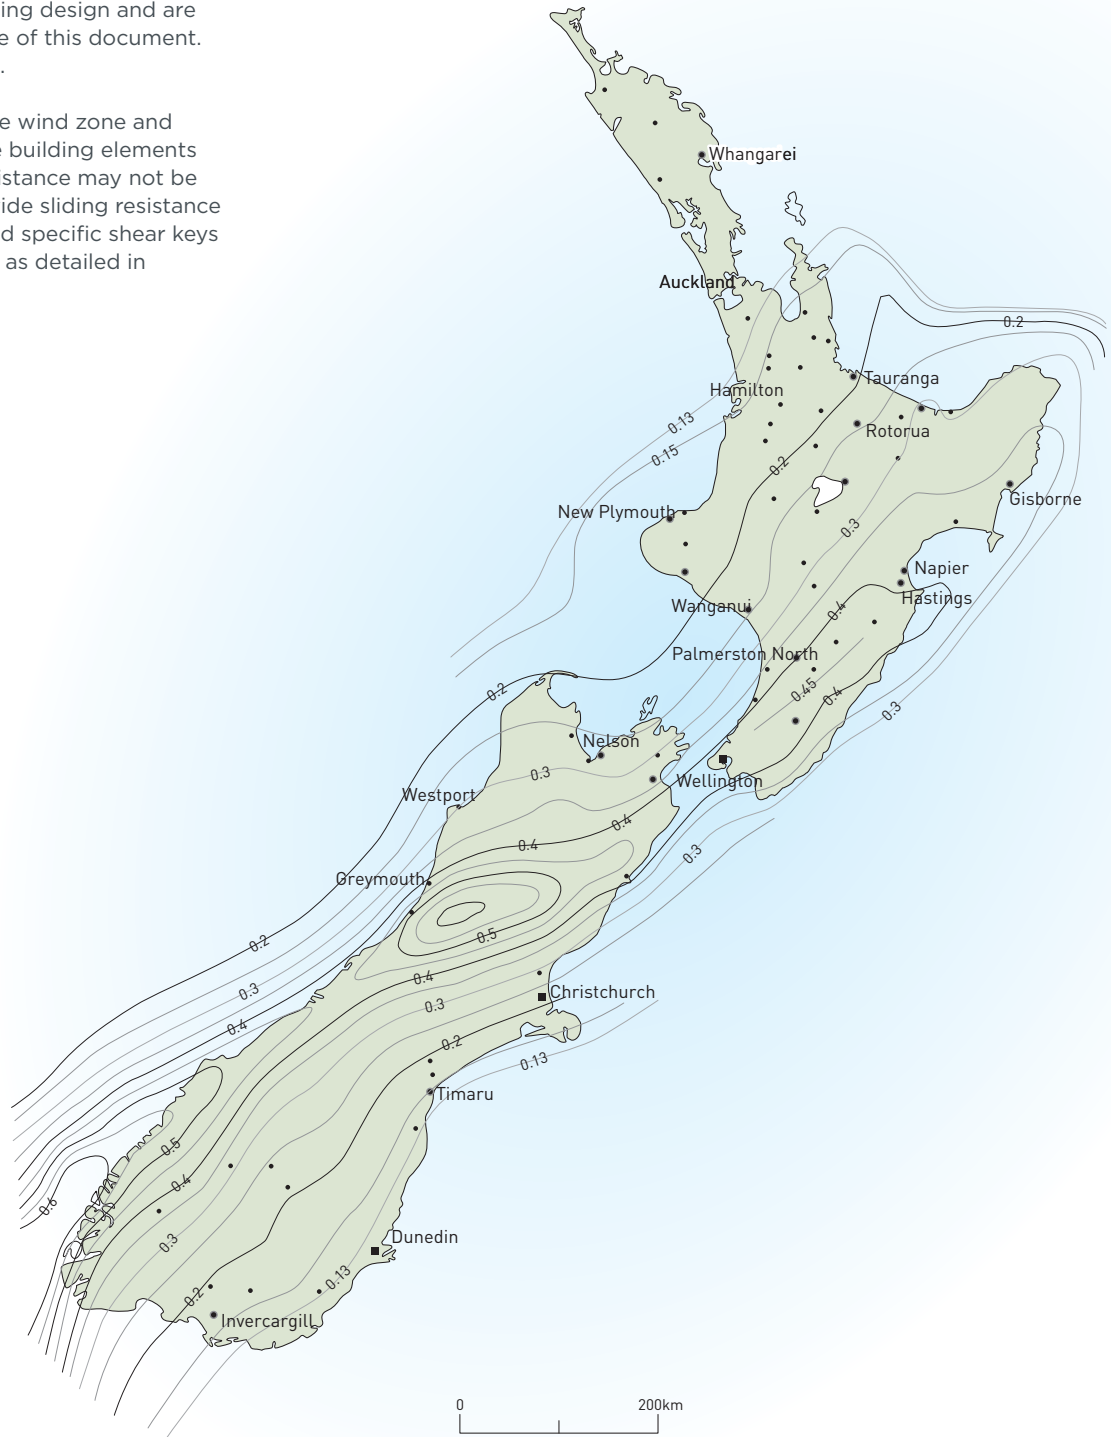 ing design and are
e of this document.
.
e wind zone and
e building elements
istance may not be
ide sliding resistance
d specific shear keys
as detailed in
Whangarei
Auckland
0.2
Tauranga
Hamilton
0.13
Rotorua
0.15
0.2
Gisborne
New Plymouth
0.3
Napier
Hastings
Wanganui
0.4
Palmerston North
0.45
0.2
0.4
0.3
Nelson
0.3
Wellington
Westport
0.4
0.4
0.3
Greymouth
0.5
0.2
0.4
0.3
Christchurch
0.3
0.4
0.2
0.13
Timaru
0.5
0.4
0.6
0.3
Dunedin
0.13
0.2
Invercargill
0
200km